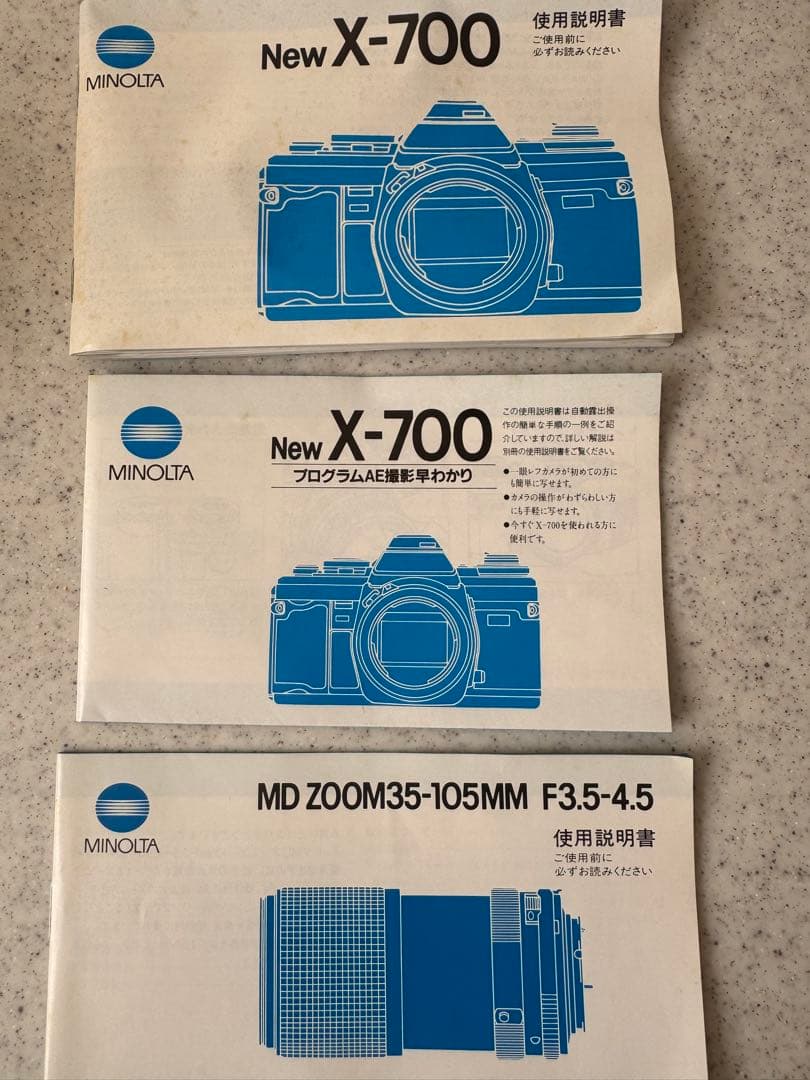 MINOLTA
New X-700
使用説明書
ご使用前に
必ずお読みください
MINOLTA
New X-700
プログラムAE撮影早わかり
この使用説明書は自動露出操
作の簡単な手順の一例をご紹
介していますので、詳しい解説は
別冊の使用説明書をご覧ください。
●一眼レフカメラが初めての方に
も簡単に写せます。
●カメラの操作がわずらわしい方
にも手軽に写せます。
●今すぐX-700を使われる方に
便利です。
MINOLTA
MD ZOOM35-105MM F3.5-4.5
使用説明書
ご使用前に
必ずお読みください